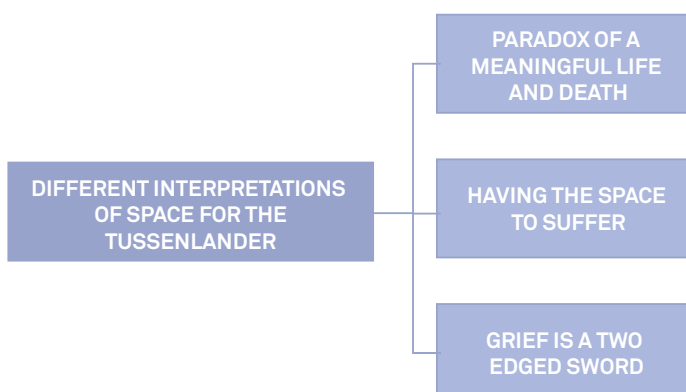 PARADOX OF A
MEANINGFUL LIFE
AND DEATH
DIFFERENT INTERPRETATIONS
OF SPACE FOR THE
TUSSENLANDER
HAVING THE SPACE
TO SUFFER
GRIEF IS A TWO
EDGED SWORD